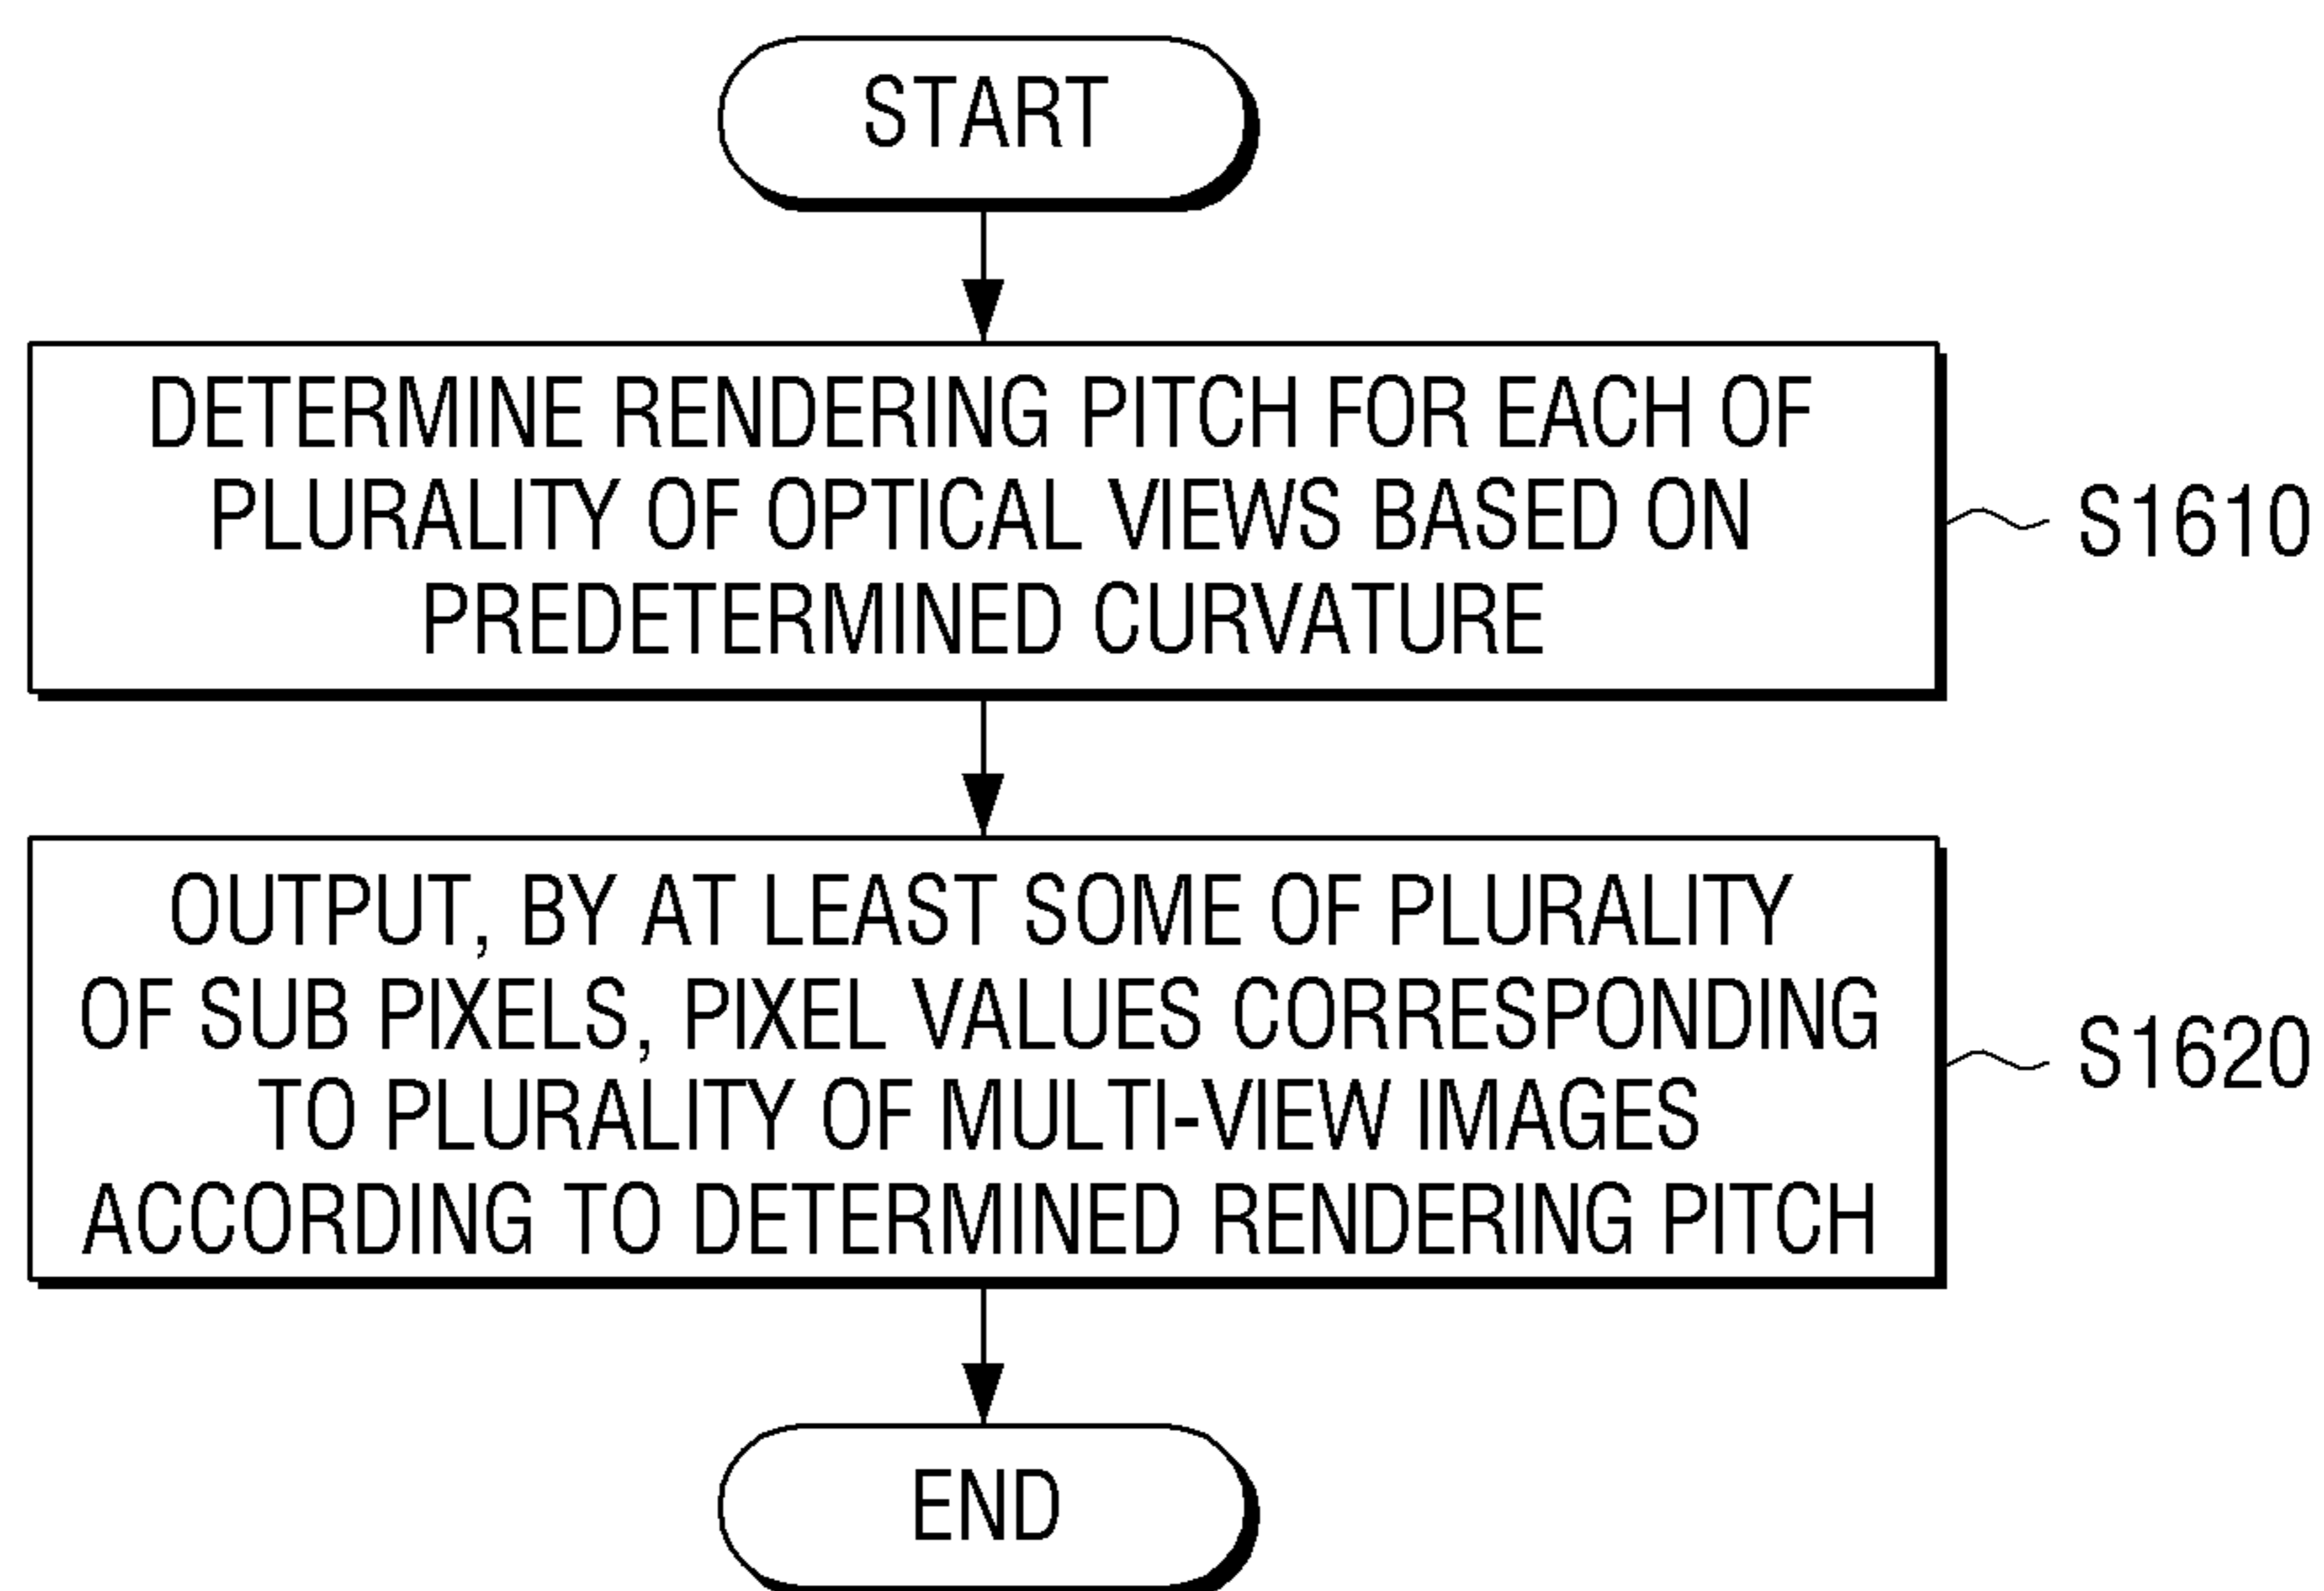 START
DETERMINE RENDERING PITCH FOR EACH OF
PLURALITY OF OPTICAL VIEWS BASED ON
PREDETERMINED CURVATURE
S1610
OUTPUT, BY AT LEAST SOME OF PLURALITY
OF SUB PIXELS, PIXEL VALUES CORRESPONDING
TO PLURALITY OF MULTI-VIEW IMAGES
ACCORDING TO DETERMINED RENDERING PITCH
S1620
END